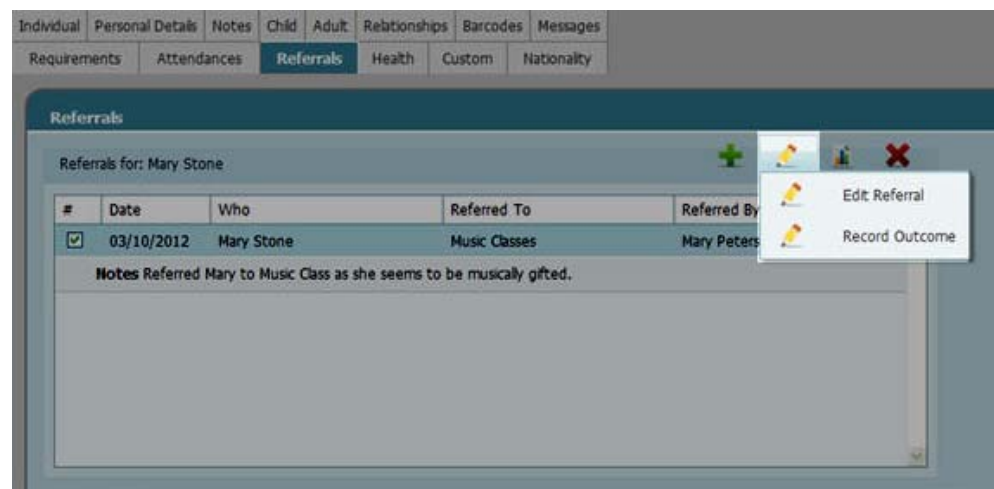 Individual Personal Details Notes Child Adult Relationships Barcodes Messages
Requirements Attendances Referrals Health Custom Nationality
Referrals
Referrals for: Mary Stone
Edit Referral
# Date Who Referred To Referred By
Record Outcome
03/10/2012 Mary Stone Music Classes Mary Peters
Notes Referred Mary to Music Class as she seems to be musically gifted.